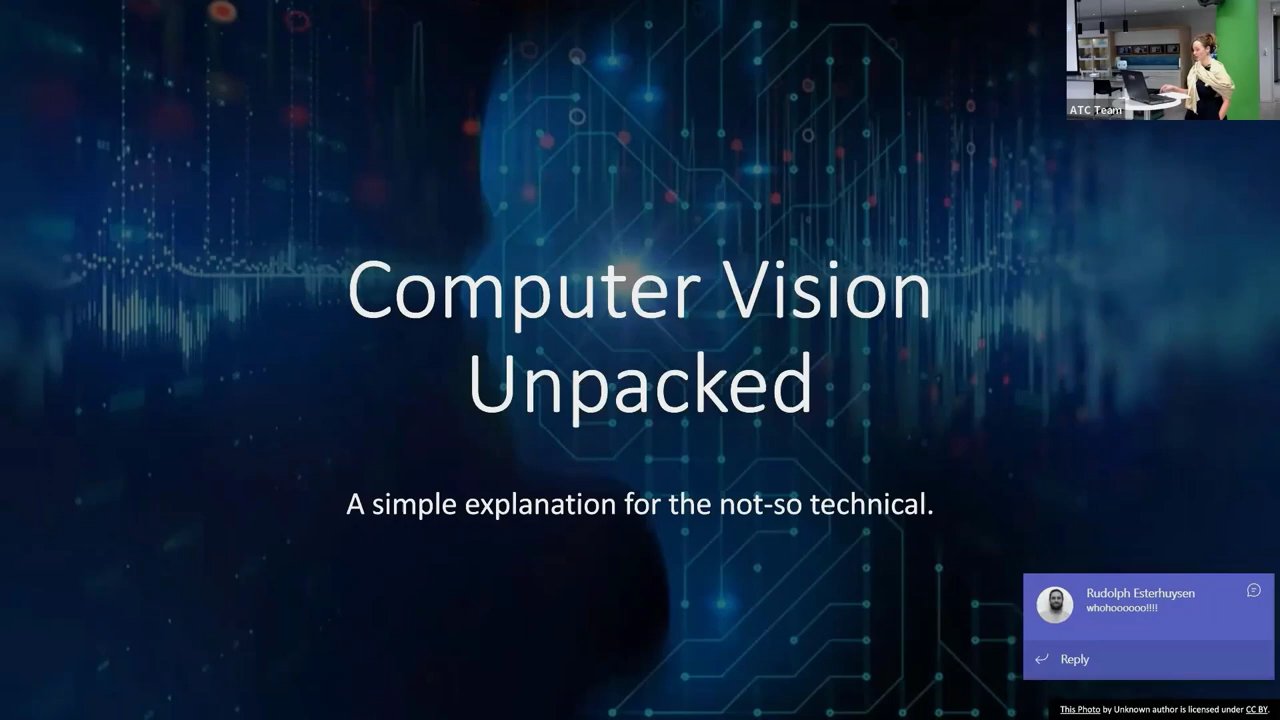 ATC Team
Computer Vision
Unpacked
A simple explanation for the not-so technical.
Rudolph Esterhuysen
whohoooooo!!!!
Reply
This Photo by Unknown author is licensed under CC BY.